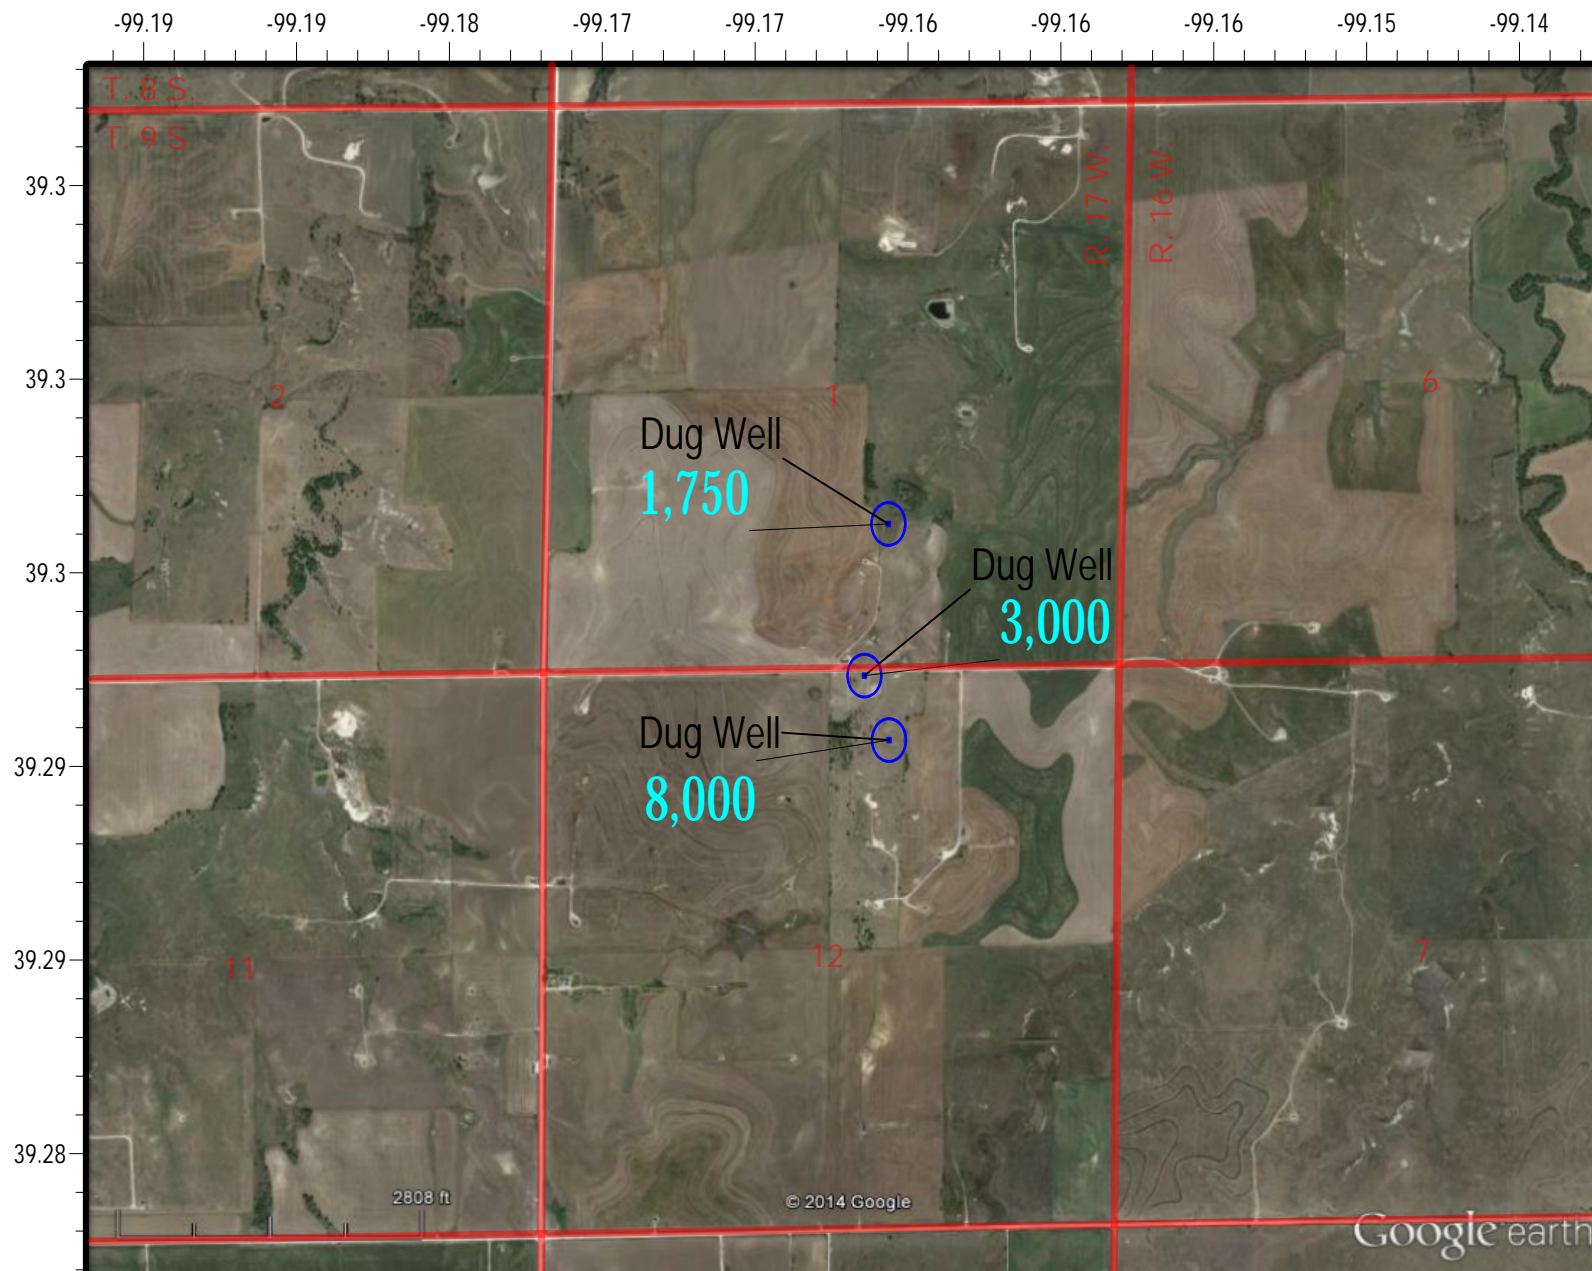 -99.19 -99.19 -99.18 -99.17 -99.17 -99.16 -99.16 -99.16 -99.15 -99.14
T. 8 S.
T. 9 S.
R. 17 W.
R. 16 W.
39.3
39.3
2
1
6
Dug Well
1,750
39.3
Dug Well
3,000
Dug Well
8,000
39.29
39.29
11
12
7
39.28
2808 ft
© 2014 Google
Google earth